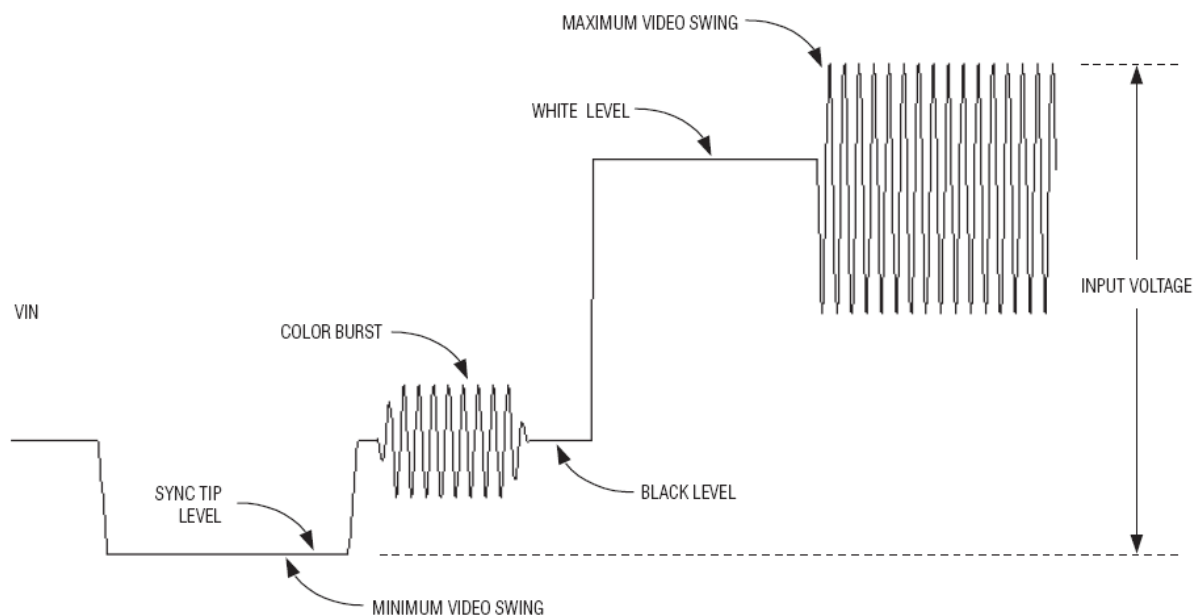 MAXIMUM VIDEO SWING
WHITE LEVEL
INPUT VOLTAGE
VIN
COLOR BURST
SYNC TIP
LEVEL
BLACK LEVEL
MINIMUM VIDEO SWING